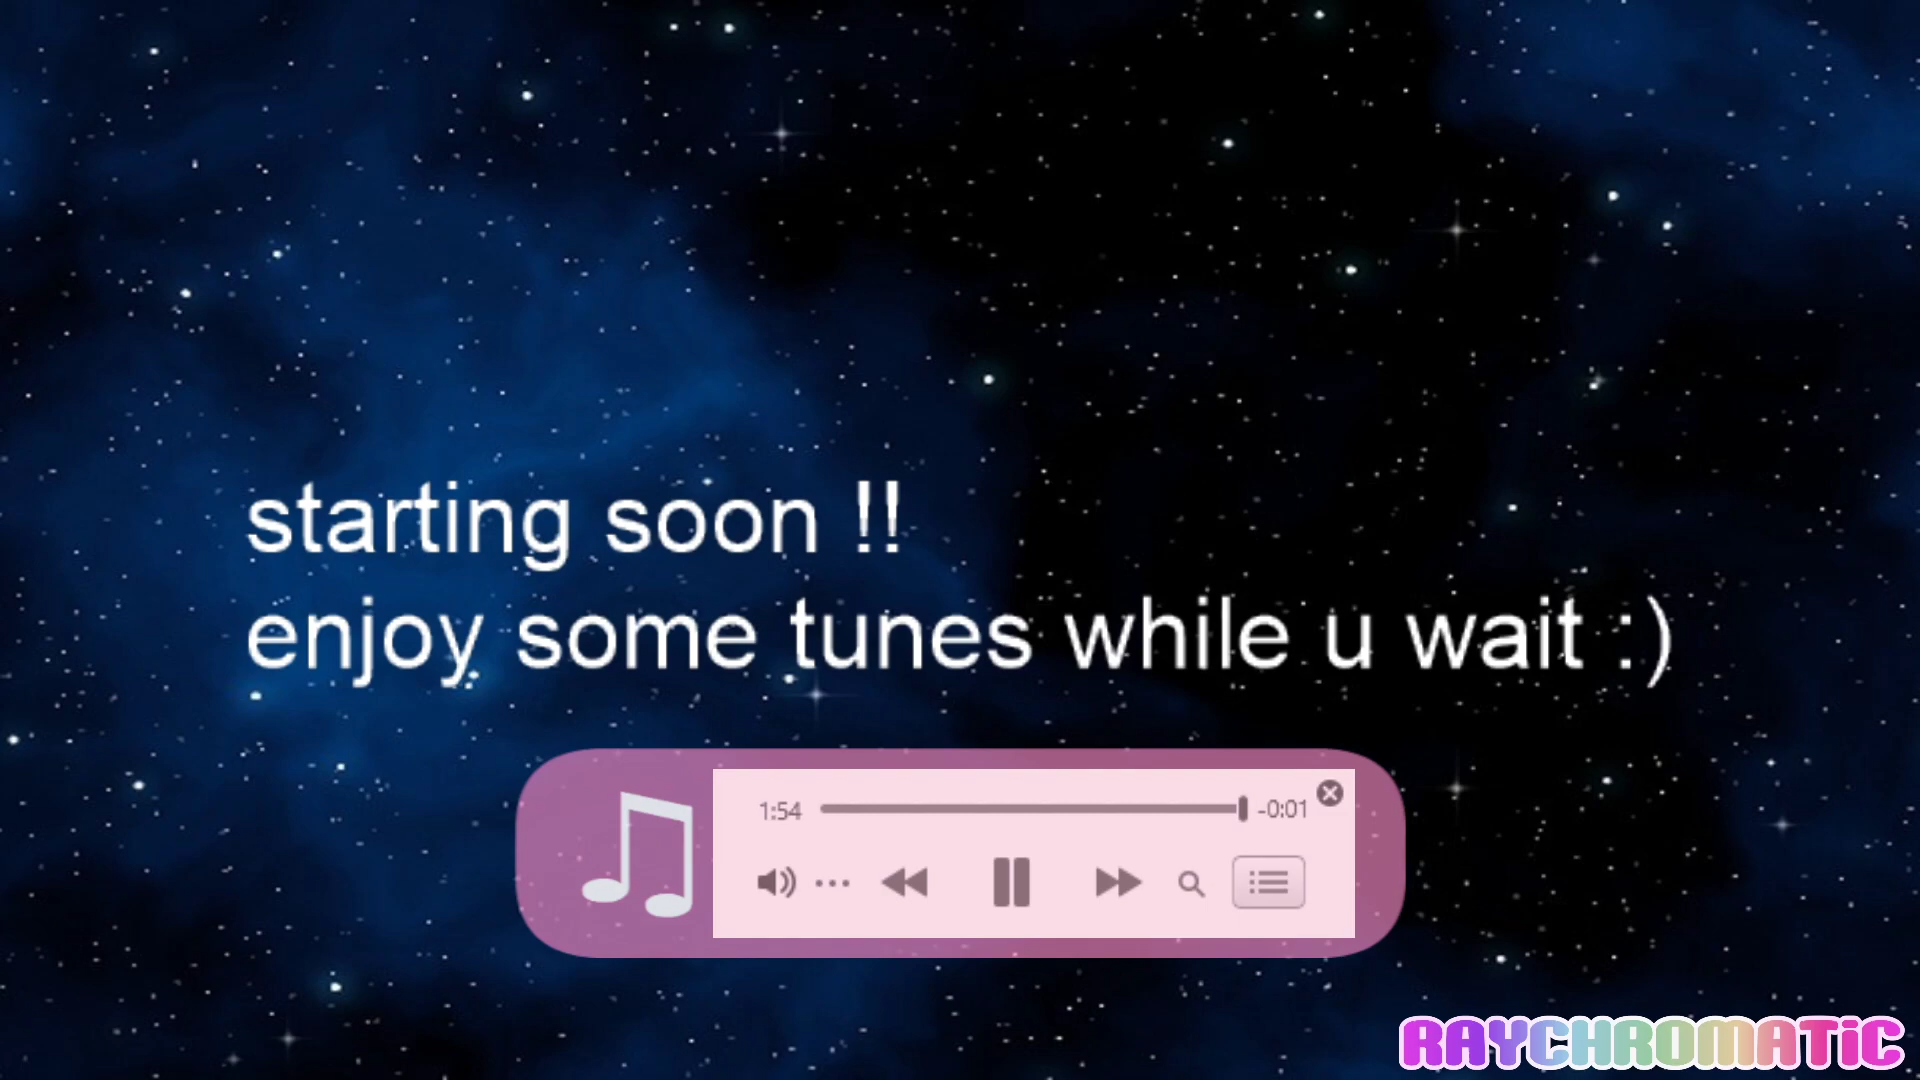 starting soon !!
enjoy some tunes while u wait :)
1:54
-0:01
RAYCHROMATiC